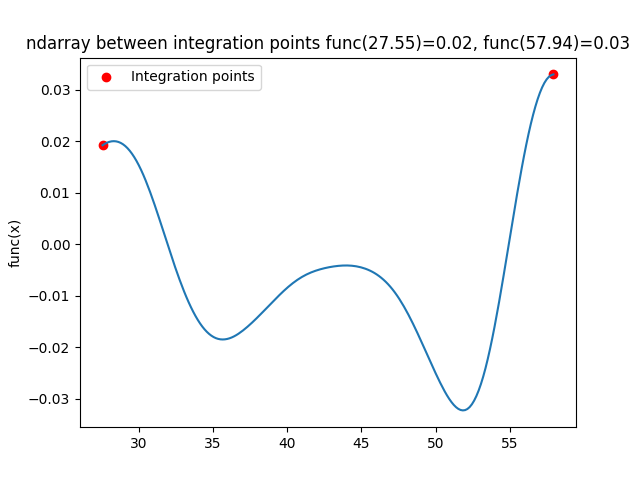 ndarray between integration points func(27.55)=0.02, func(57.94)=0.03
Integration points
func(x)
0.03
0.02
0.01
0.00
−0.01
−0.02
−0.03
30 35 40 45 50 55